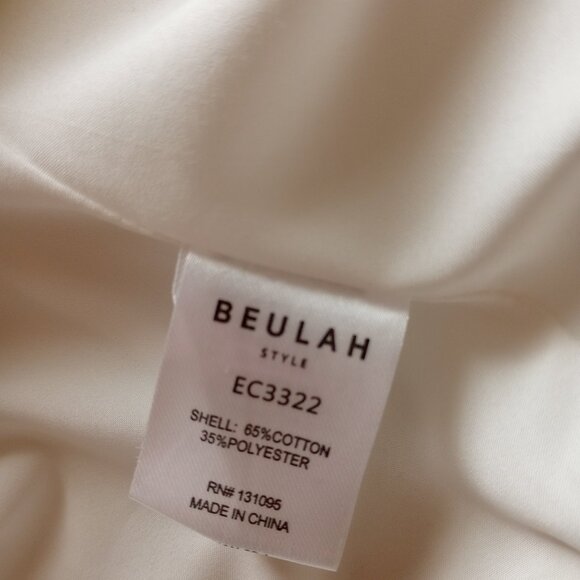 BEULAH
STYLE
EC3322
SHELL: 65%COTTON
35%POLYESTER
RN# 131095
MADE IN CHINA